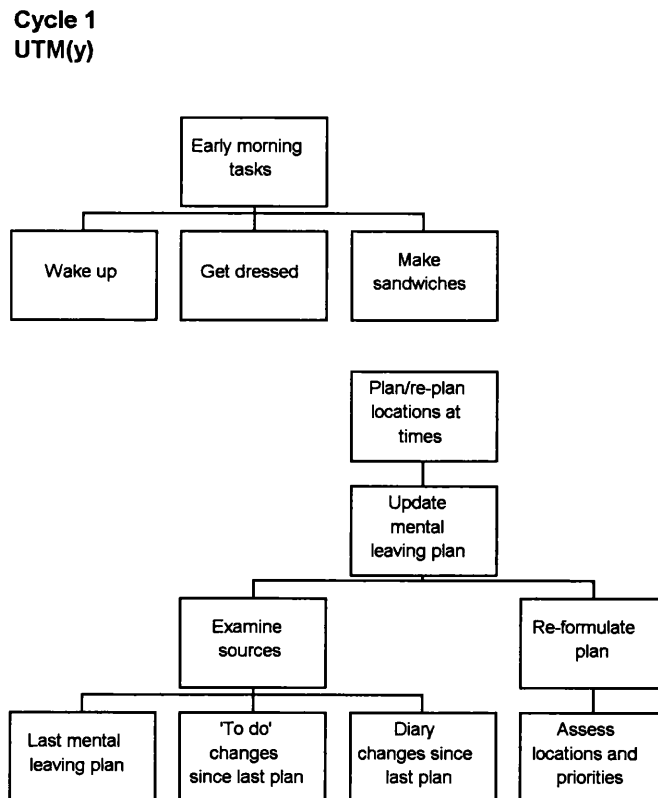 Cycle 1
UTM(y)
Early morning
tasks
Wake up
Get dressed
Make
sandwiches
Plan/re-plan
locations at
times
Update
mental
leaving plan
Examine
sources
Re-formulate
plan
Last mental
leaving plan
'To do'
changes
since last plan
Diary
changes since
last plan
Assess
locations and
priorities